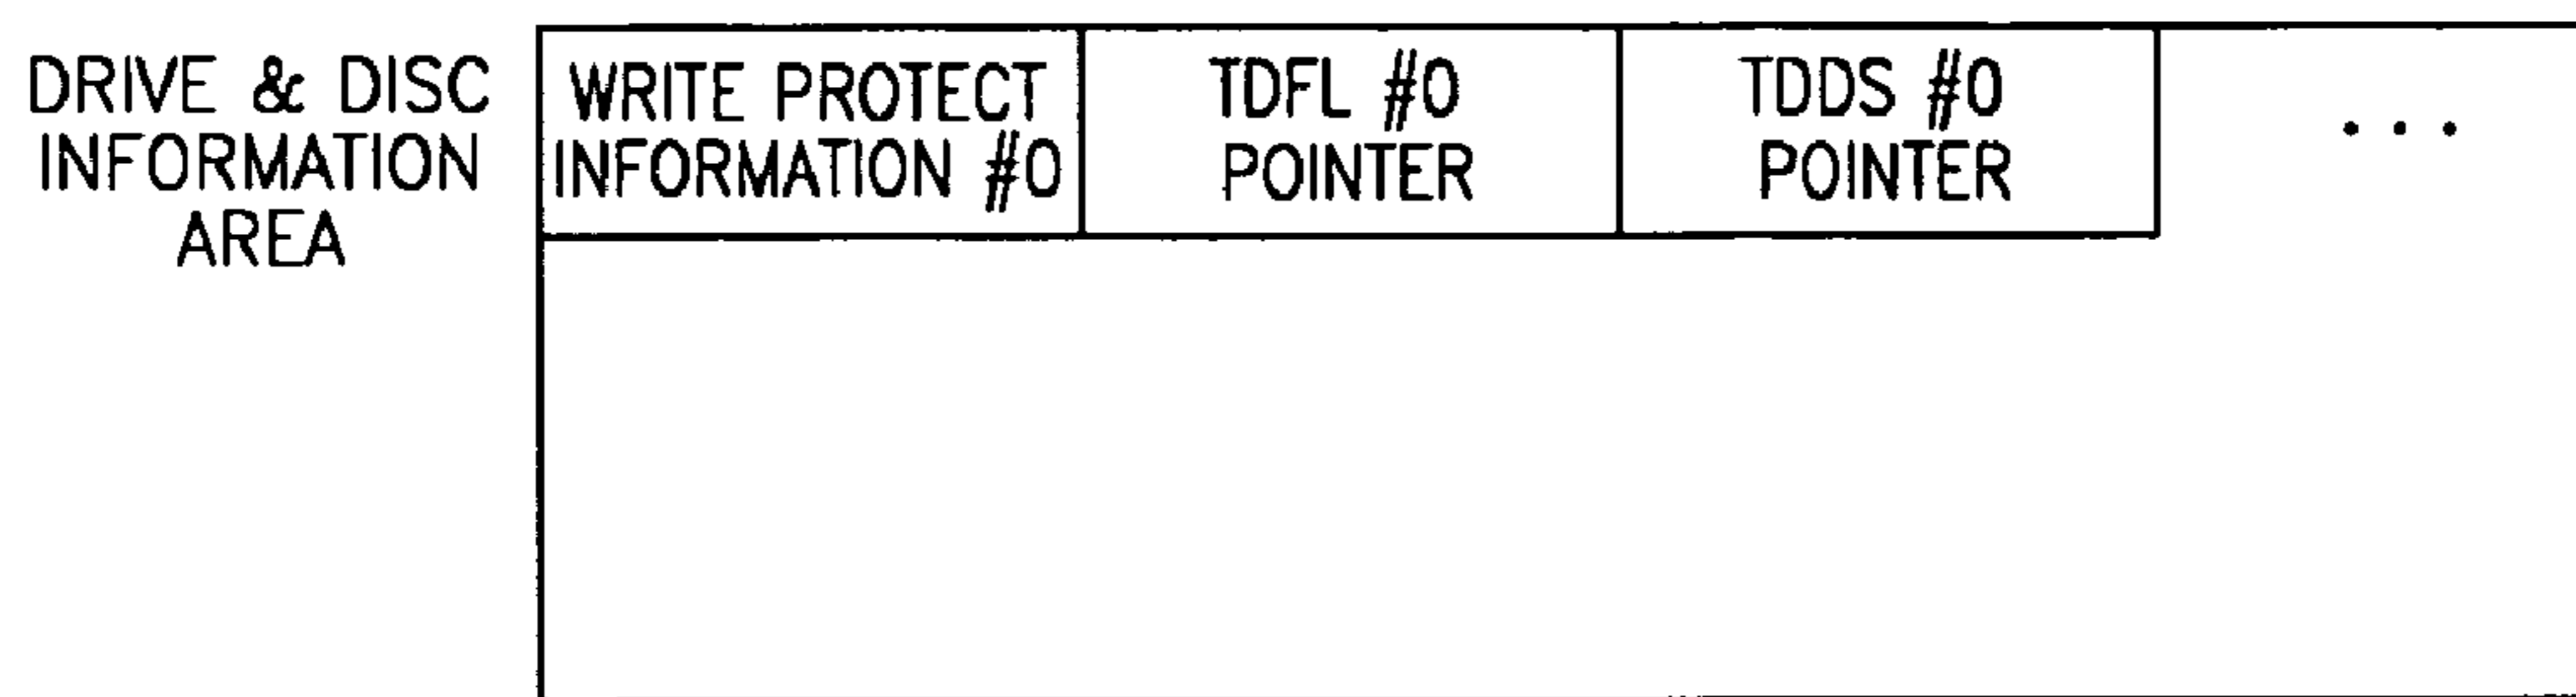 DRIVE & DISC
INFORMATION
AREA
WRITE PROTECT
INFORMATION #0
TDFL #0
POINTER
TDDS #0
POINTER
. . .